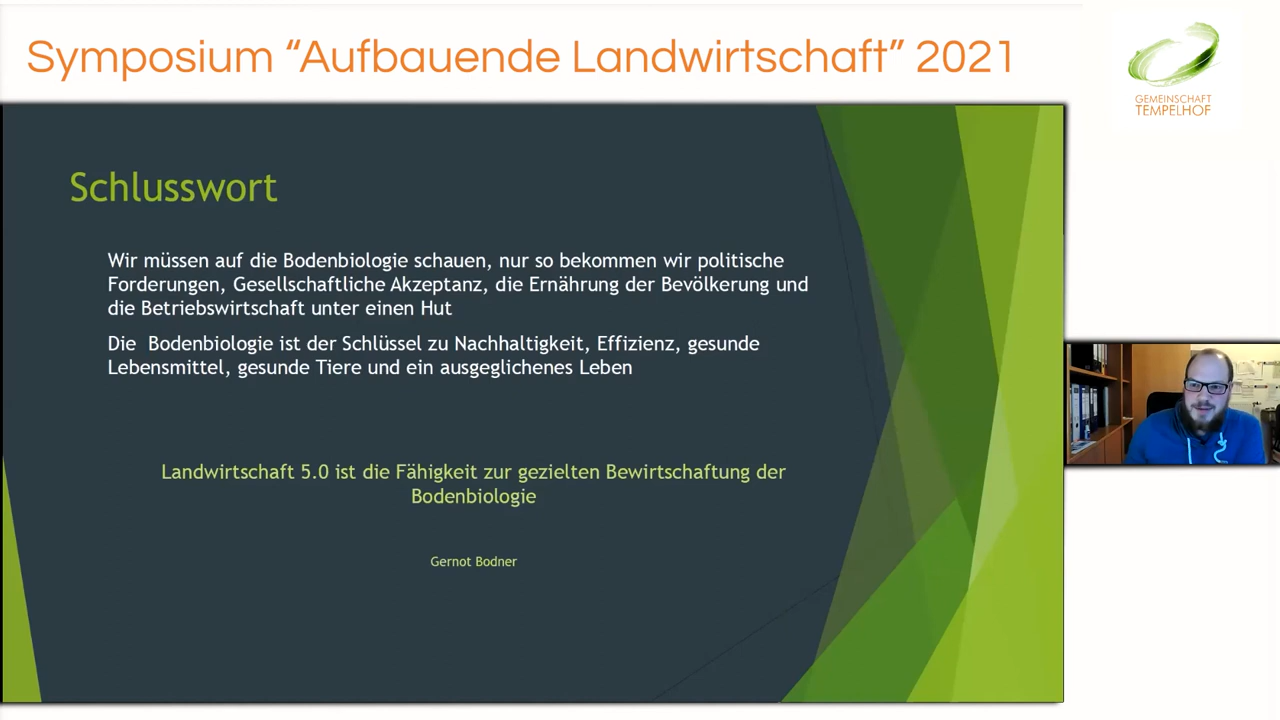 Symposium “Aufbauende Landwirtschaft” 2021
GEMEINSCHAFT
TEMPELHOF
Schlusswort
Wir müssen auf die Bodenbiologie schauen, nur so bekommen wir politische
Forderungen, Gesellschaftliche Akzeptanz, die Ernährung der Bevölkerung und
die Betriebswirtschaft unter einen Hut
Die  Bodenbiologie ist der Schlüssel zu Nachhaltigkeit, Effizienz, gesunde
Lebensmittel, gesunde Tiere und ein ausgeglichenes Leben
Landwirtschaft 5.0 ist die Fähigkeit zur gezielten Bewirtschaftung der
Bodenbiologie
Gernot Bodner